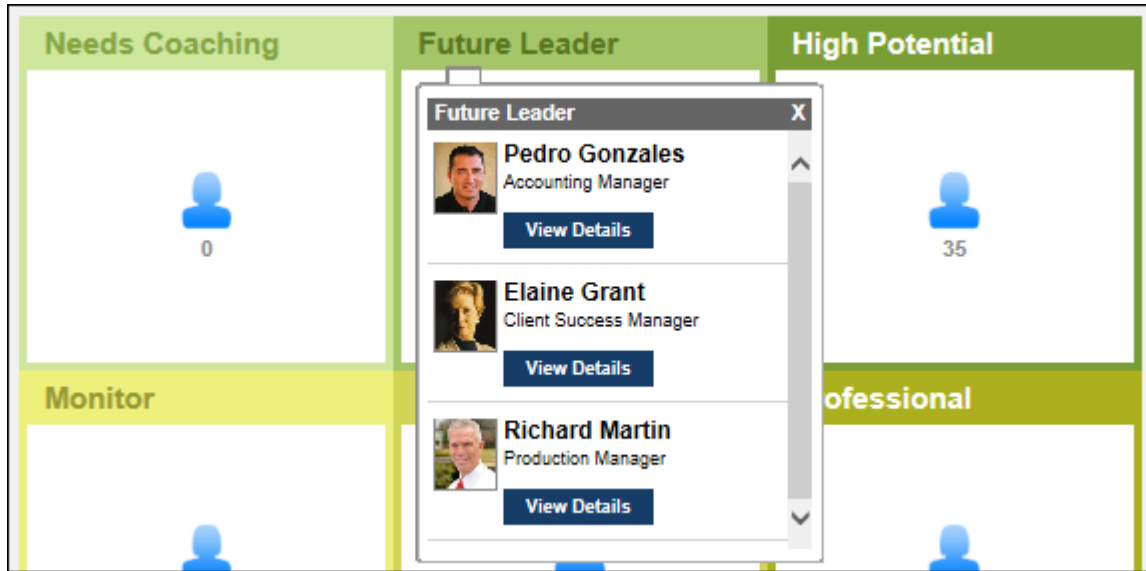 Needs Coaching
Future Leader
High Potential
Future Leader X
Pedro Gonzales
Accounting Manager
View Details
0
35
Elaine Grant
Client Success Manager
View Details
Monitor
ofessional
Richard Martin
Production Manager
View Details